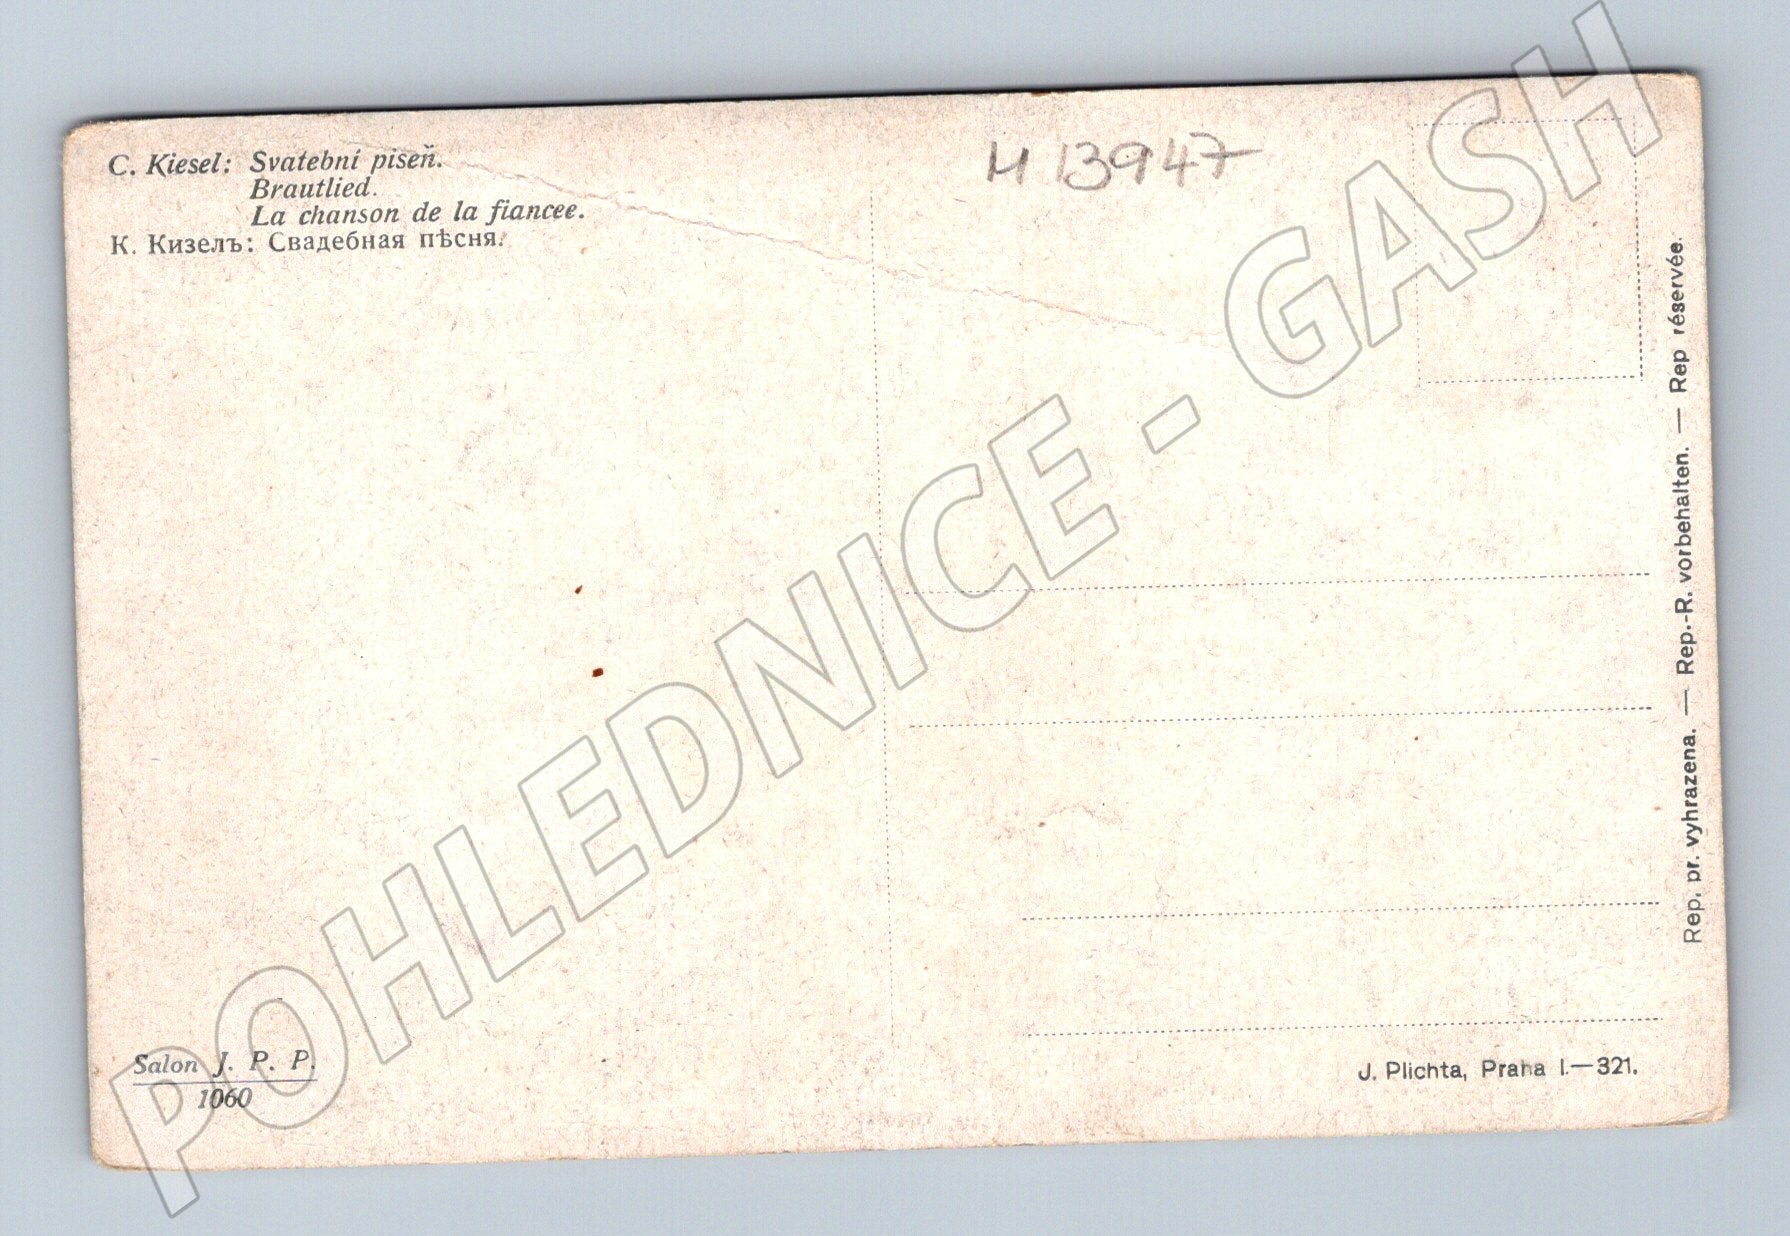 C. Kiesel: Svatební piseň.
Brautlied.
La chanson de la fiancee.
К. Кизелъ: Свадебная пѣсня.
H 13947
Rep. pr. vyhrazena. — Rep.-R. vorbehalten. — Rep réservée.
Salon J. P. P.
1060
J. Plichta, Praha I.—321.
POHLEDNICE - GASH